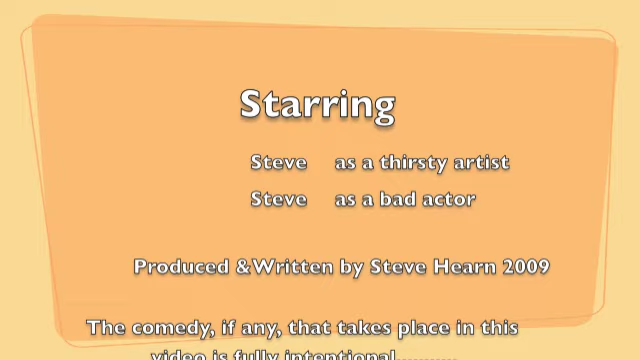 Starring
Steve as a thirsty artist
Steve as a bad actor
Produced &Written by Steve Hearn 2009
The comedy, if any, that takes place in this
video is fully intentional...........